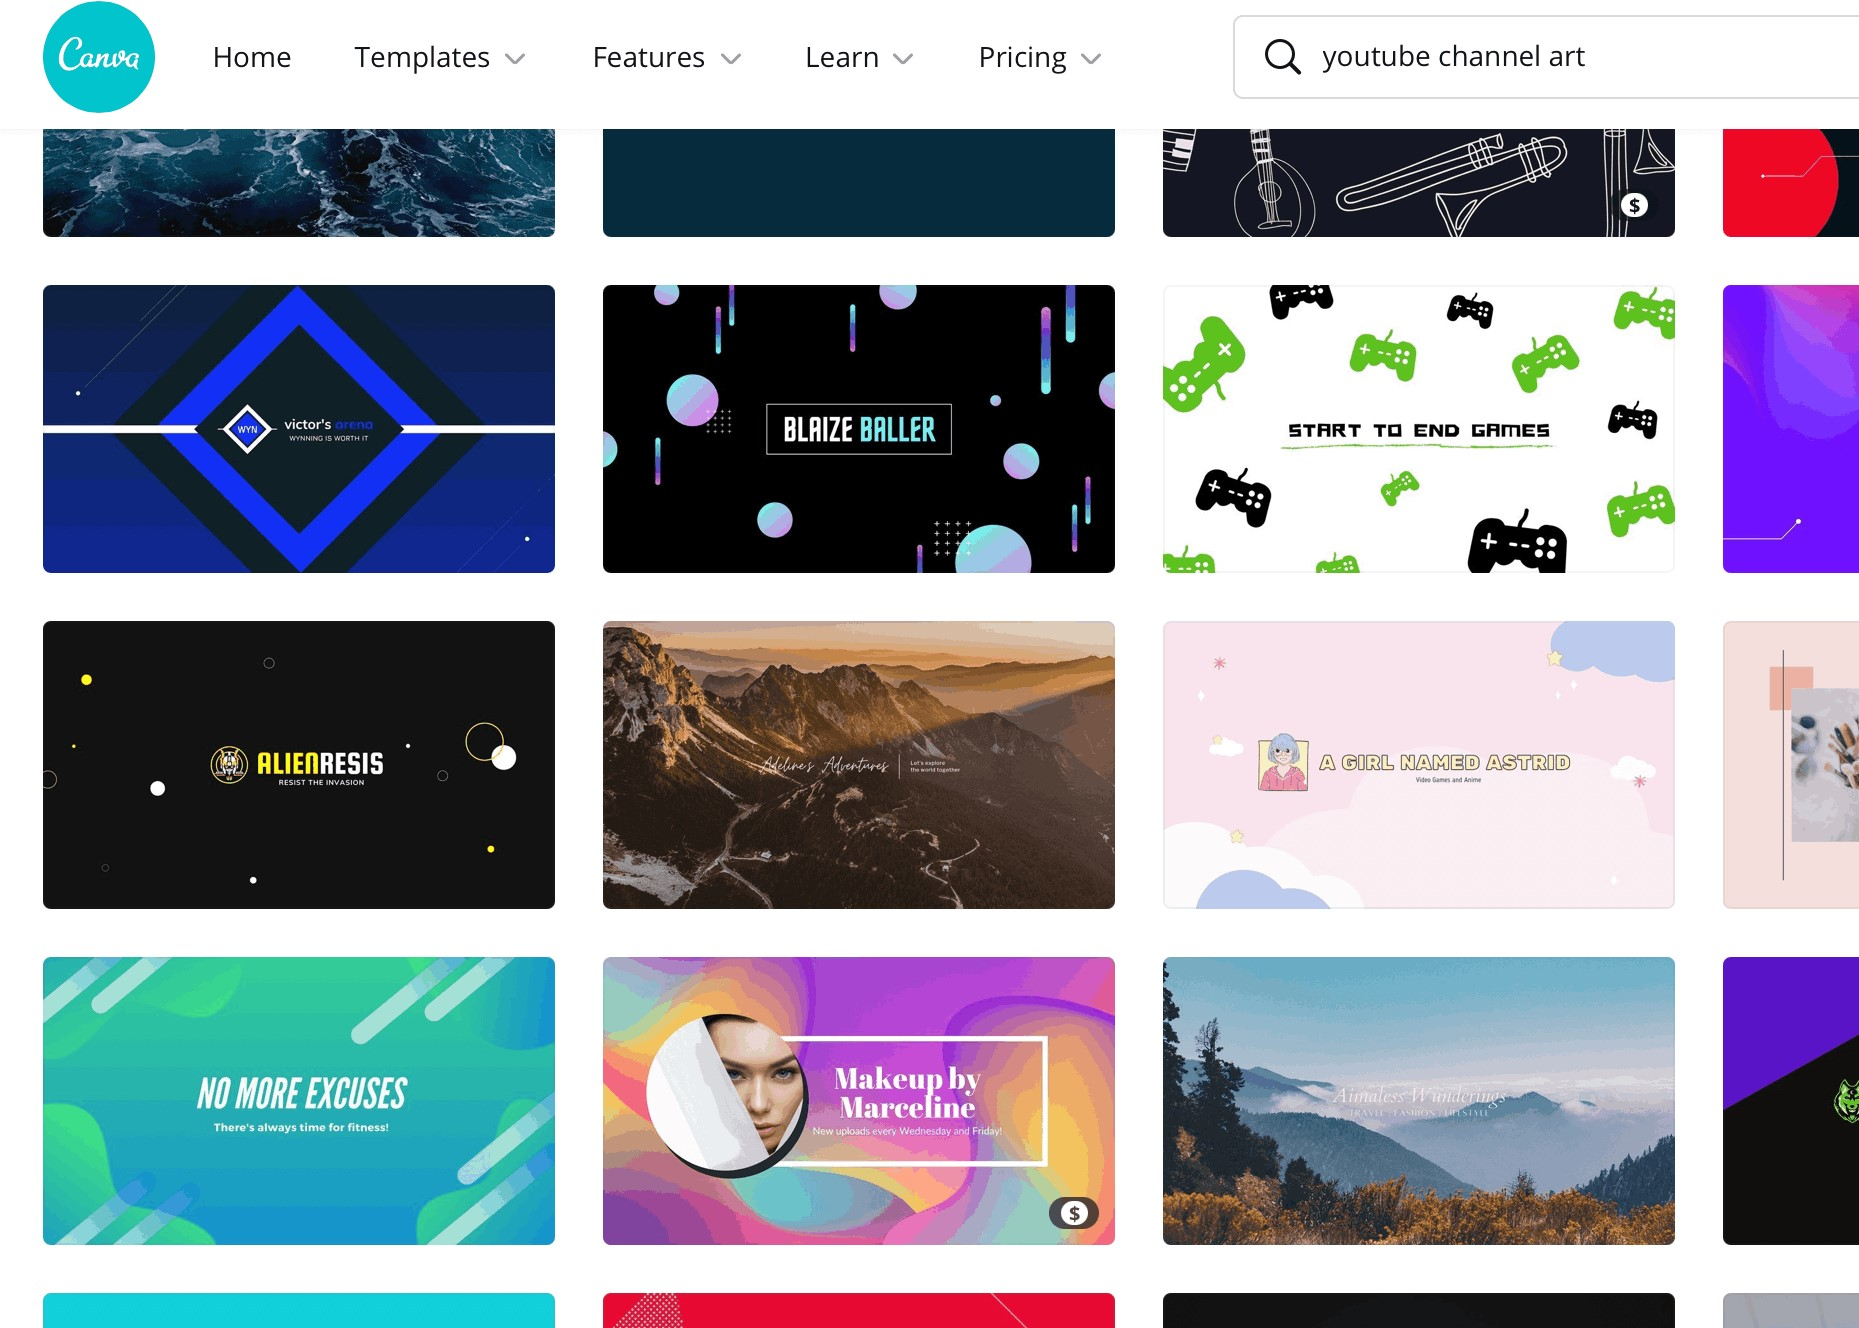 Canva
Home
Templates
Features
Learn
Pricing
youtube channel art
$
WYN
victor's arena
WYNNING IS WORTH IT
BLAIZE BALLER
START TO END GAMES
ALIENRESIS
RESIST THE INVASION
Adeline's Adventures
Let's explore
the world together
A GIRL NAMED ASTRID
Video Games and Anime
NO MORE EXCUSES
There's always time for fitness!
Makeup by
Marceline
New uploads every Wednesday and Friday!
$
Aimless Wunderings
TRAVEL · FASHION · LIFESTYLE